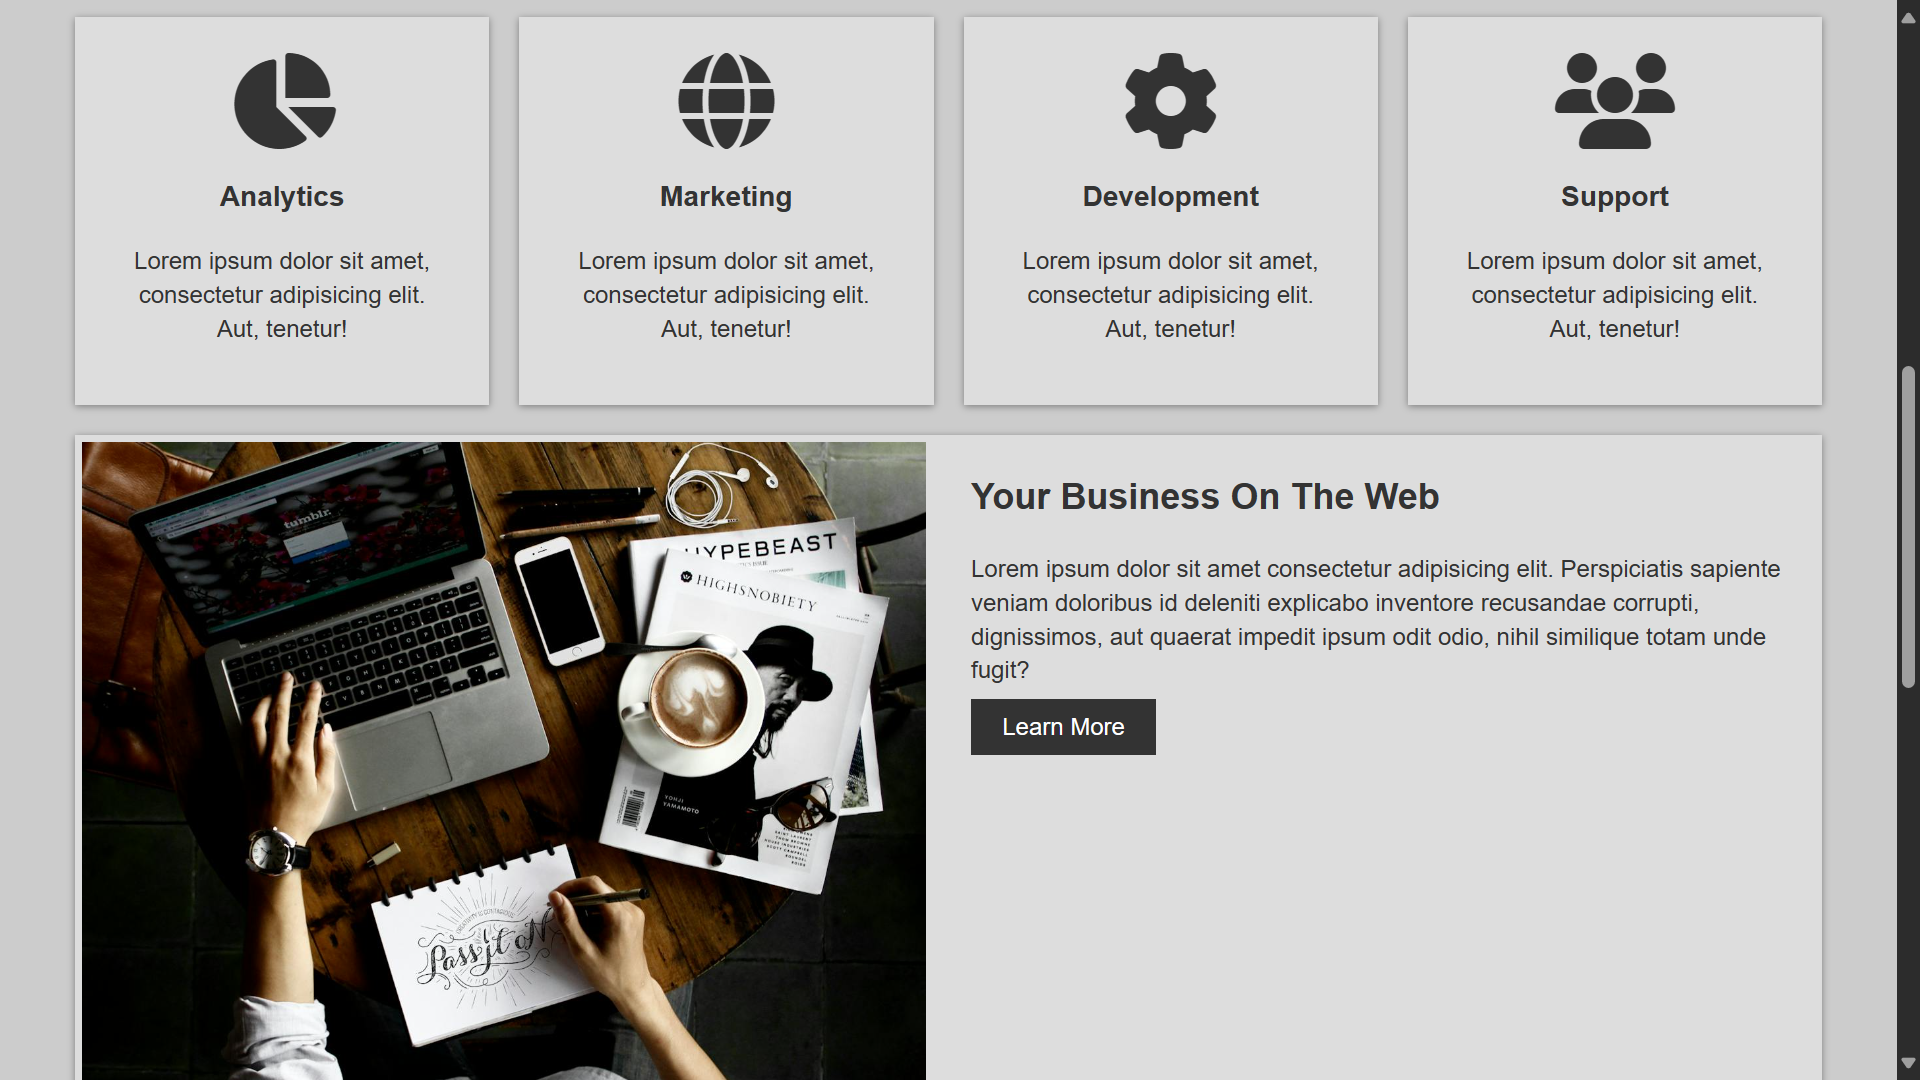 Analytics
Lorem ipsum dolor sit amet,
consectetur adipisicing elit.
Aut, tenetur!
Marketing
Lorem ipsum dolor sit amet,
consectetur adipisicing elit.
Aut, tenetur!
Development
Lorem ipsum dolor sit amet,
consectetur adipisicing elit.
Aut, tenetur!
Support
Lorem ipsum dolor sit amet,
consectetur adipisicing elit.
Aut, tenetur!
tumblr.
HYPEBEAST
HIGHSNOBIETY
YOHJI
YAMAMOTO
Pass it oN
Your Business On The Web
Lorem ipsum dolor sit amet consectetur adipisicing elit. Perspiciatis sapiente
veniam doloribus id deleniti explicabo inventore recusandae corrupti,
dignissimos, aut quaerat impedit ipsum odit odio, nihil similique totam unde
fugit?
Learn More